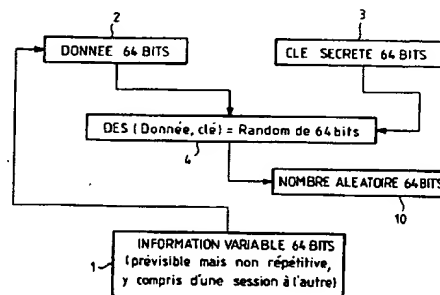 2
3
DONNEE 64 BITS
CLE SECRETE 64 BITS
DES (Donnée, clé) = Random de 64 bits
4
NOMBRE ALEATOIRE 64 BITS
10
1
INFORMATION VARIABLE 64 BITS
(prévisible mais non répétitive,
y compris d'une session à l'autre)